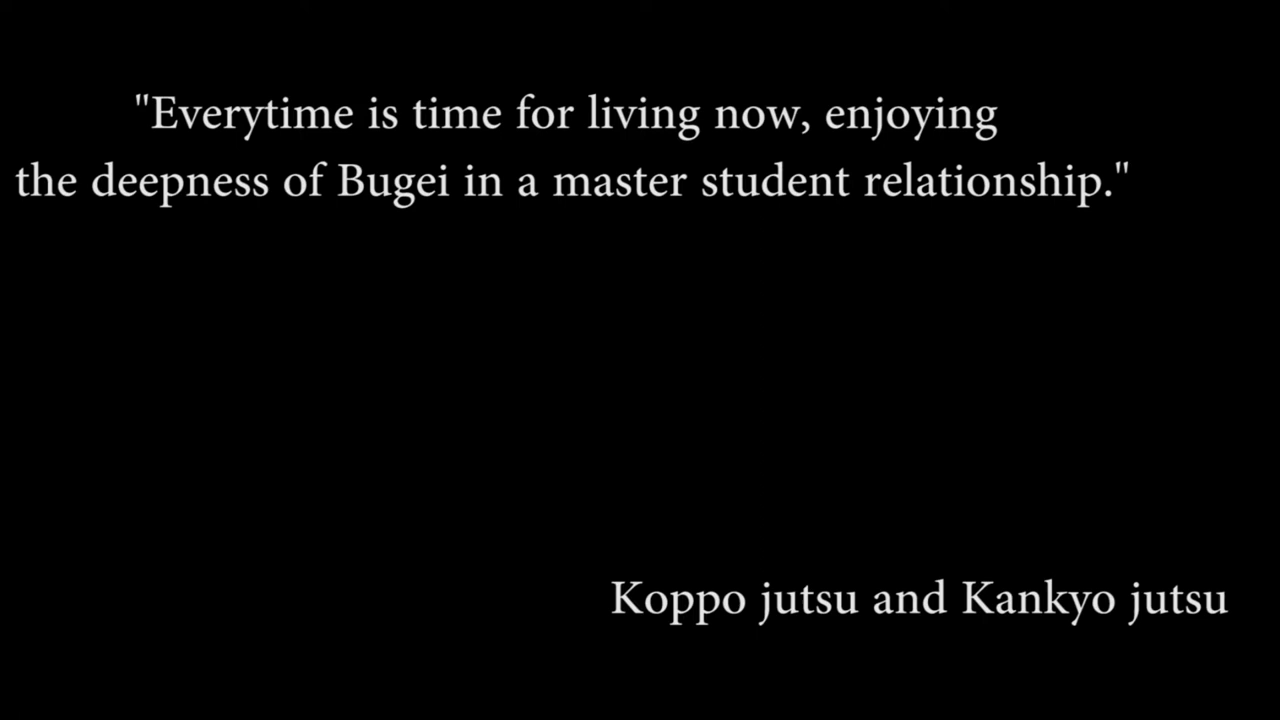 "Everytime is time for living now, enjoying
the deepness of Bugei in a master student relationship."
Koppo jutsu and Kankyo jutsu